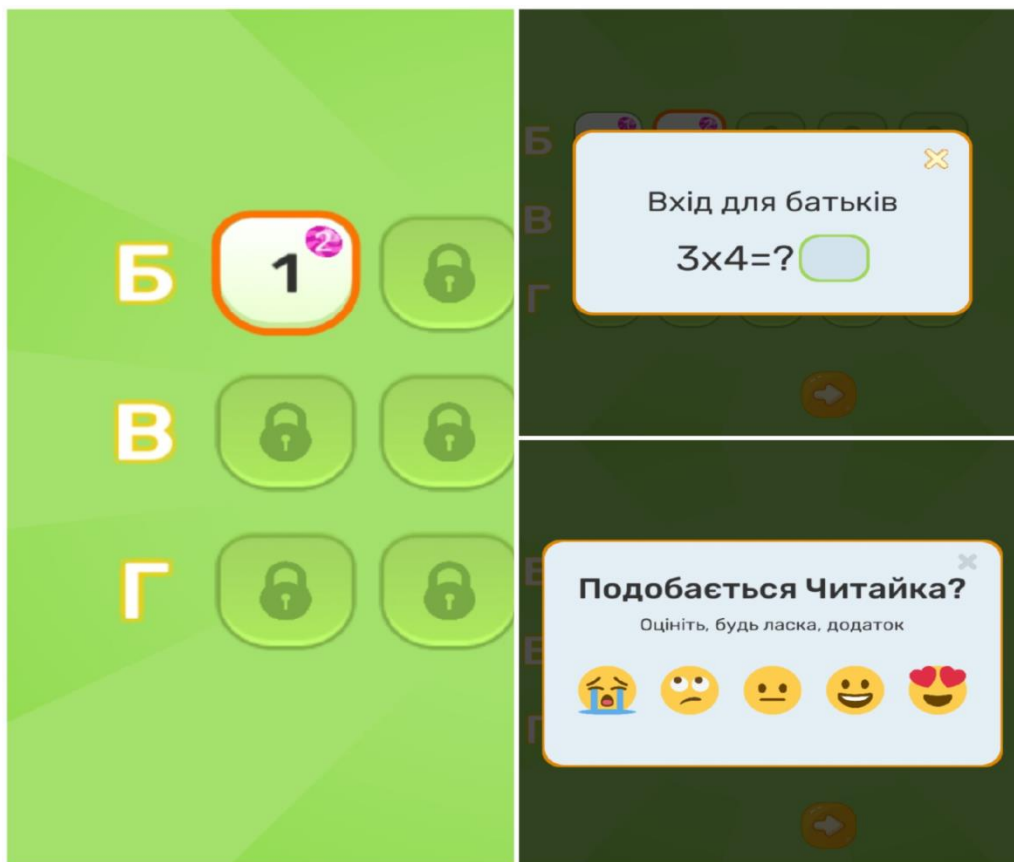 Б 1 2
В
Г
Б
В
Г
Вхід для батьків
3x4=?
Подобається Читайка?
Оцініть, будь ласка, додаток